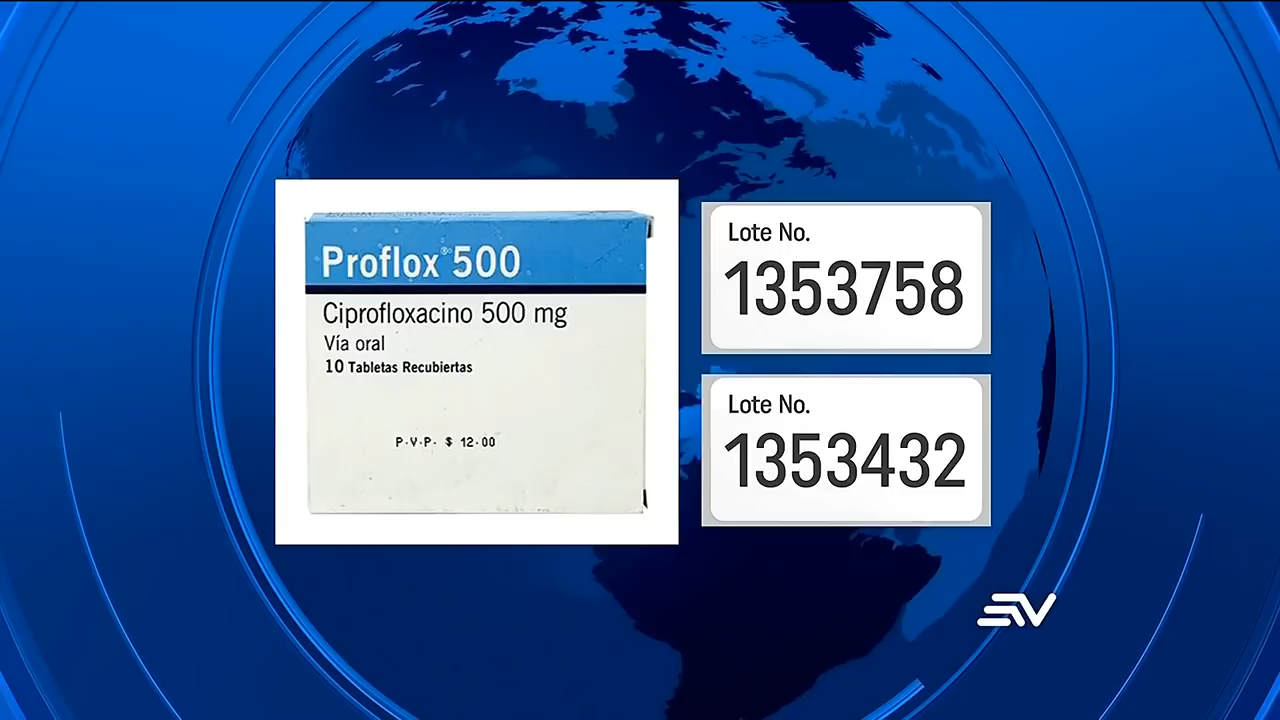 Proflox® 500
Ciprofloxacino 500 mg
Vía oral
10 Tabletas Recubiertas
P.V.P. $ 12.00
Lote No.
1353758
Lote No.
1353432